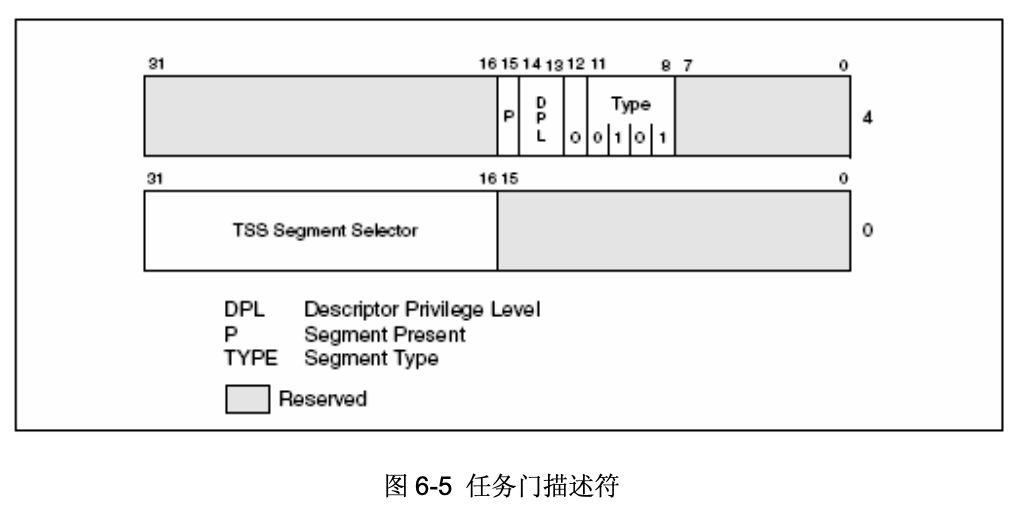 31 16 15 14 13 12 11 8 7 0
P D P L 0 Type 0 1 0 1 4
31 16 15 0
TSS Segment Selector 0
DPL Descriptor Privilege Level
P Segment Present
TYPE Segment Type
Reserved
图 6-5 任务门描述符